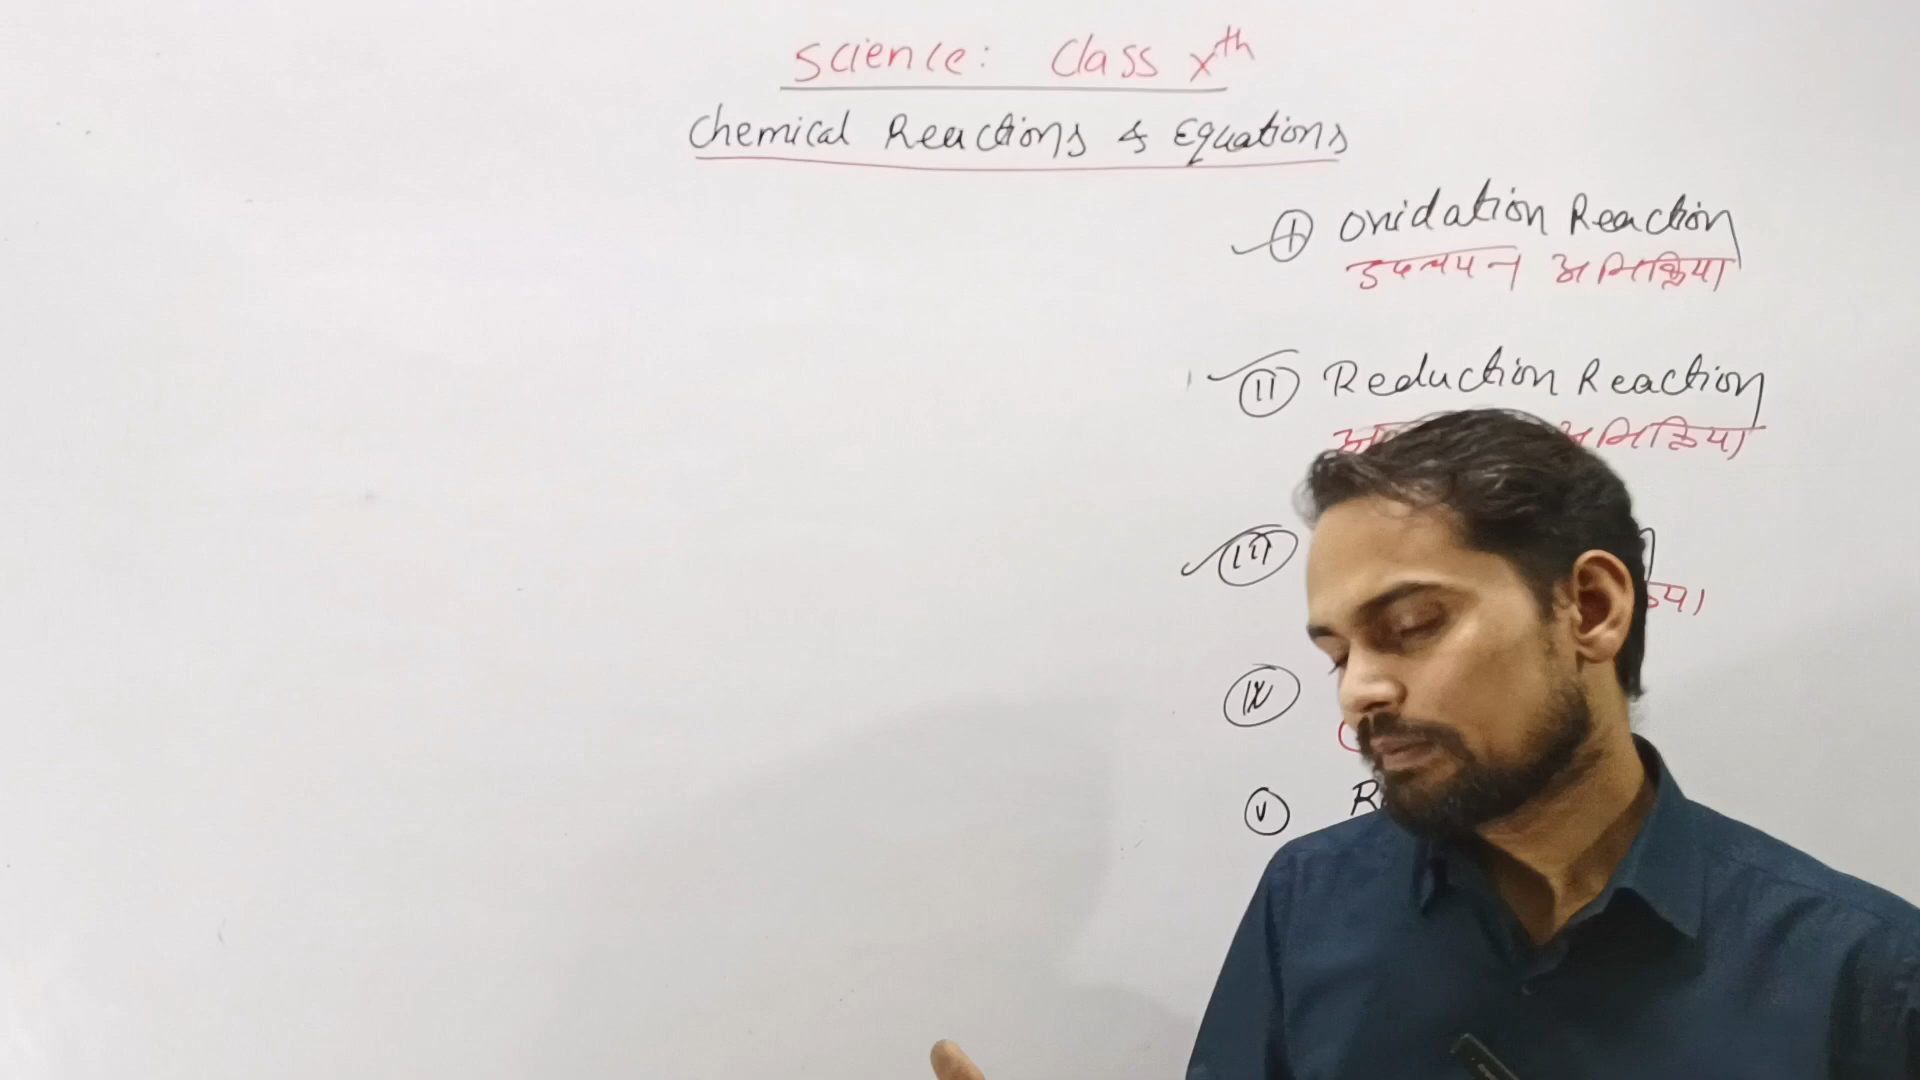 Science: Class Xth
Chemical Reactions & Equations
I Oxidation Reaction
उपचयन अभिक्रिया
II Reduction Reaction
अभिक्रिया
III
IV
V